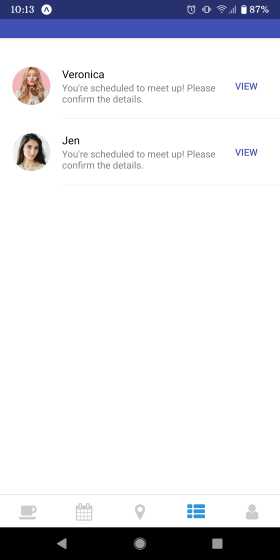 10:13 87%
Veronica
You're scheduled to meet up! Please
confirm the details.
VIEW
Jen
You're scheduled to meet up! Please
confirm the details.
VIEW